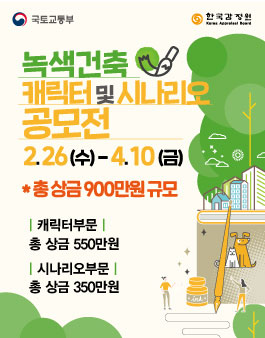 국토교통부
한국감정원
Korea Appraisal Board
녹색건축
캐릭터 및 시나리오
공모전
2.26(수) - 4.10(금)
* 총 상금 900만원 규모
| 캐릭터부문 |
총 상금 550만원
| 시나리오부문 |
총 상금 350만원